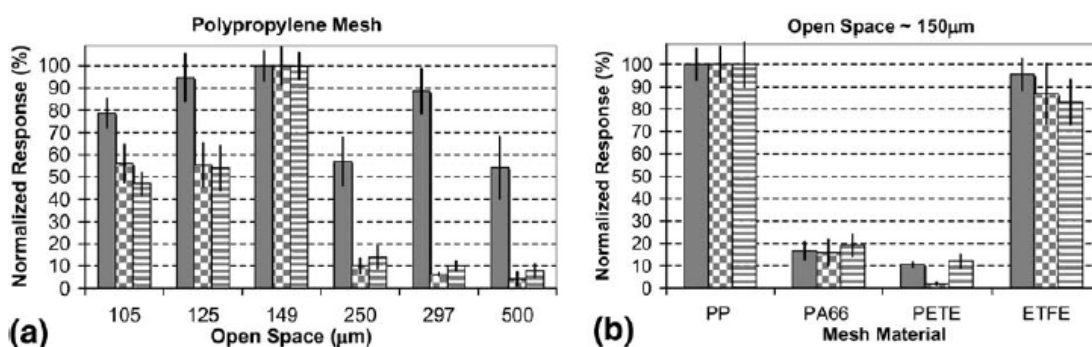 Polypropylene Mesh
Normalized Response (%)
100
90
80
70
60
50
40
30
20
10
0
105 125 149 250 297 500
Open Space (μm)
(a)
Open Space ~ 150μm
Normalized Response (%)
100
90
80
70
60
50
40
30
20
10
0
PP PA66 PETE ETFE
Mesh Material
(b)